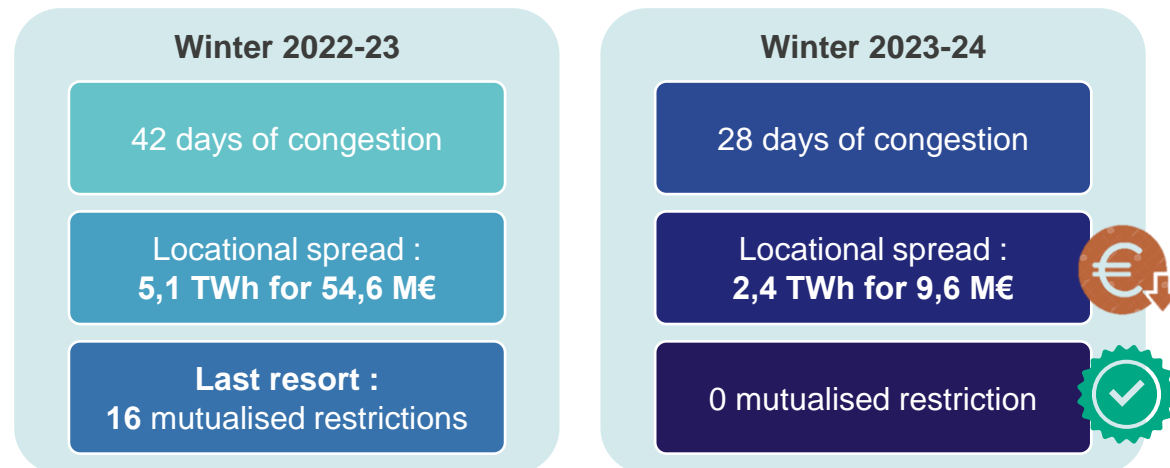 Winter 2022-23
42 days of congestion
Locational spread :
5,1 TWh for 54,6 M€
Last resort :
16 mutualised restrictions
Winter 2023-24
28 days of congestion
Locational spread :
2,4 TWh for 9,6 M€
€
0 mutualised restriction